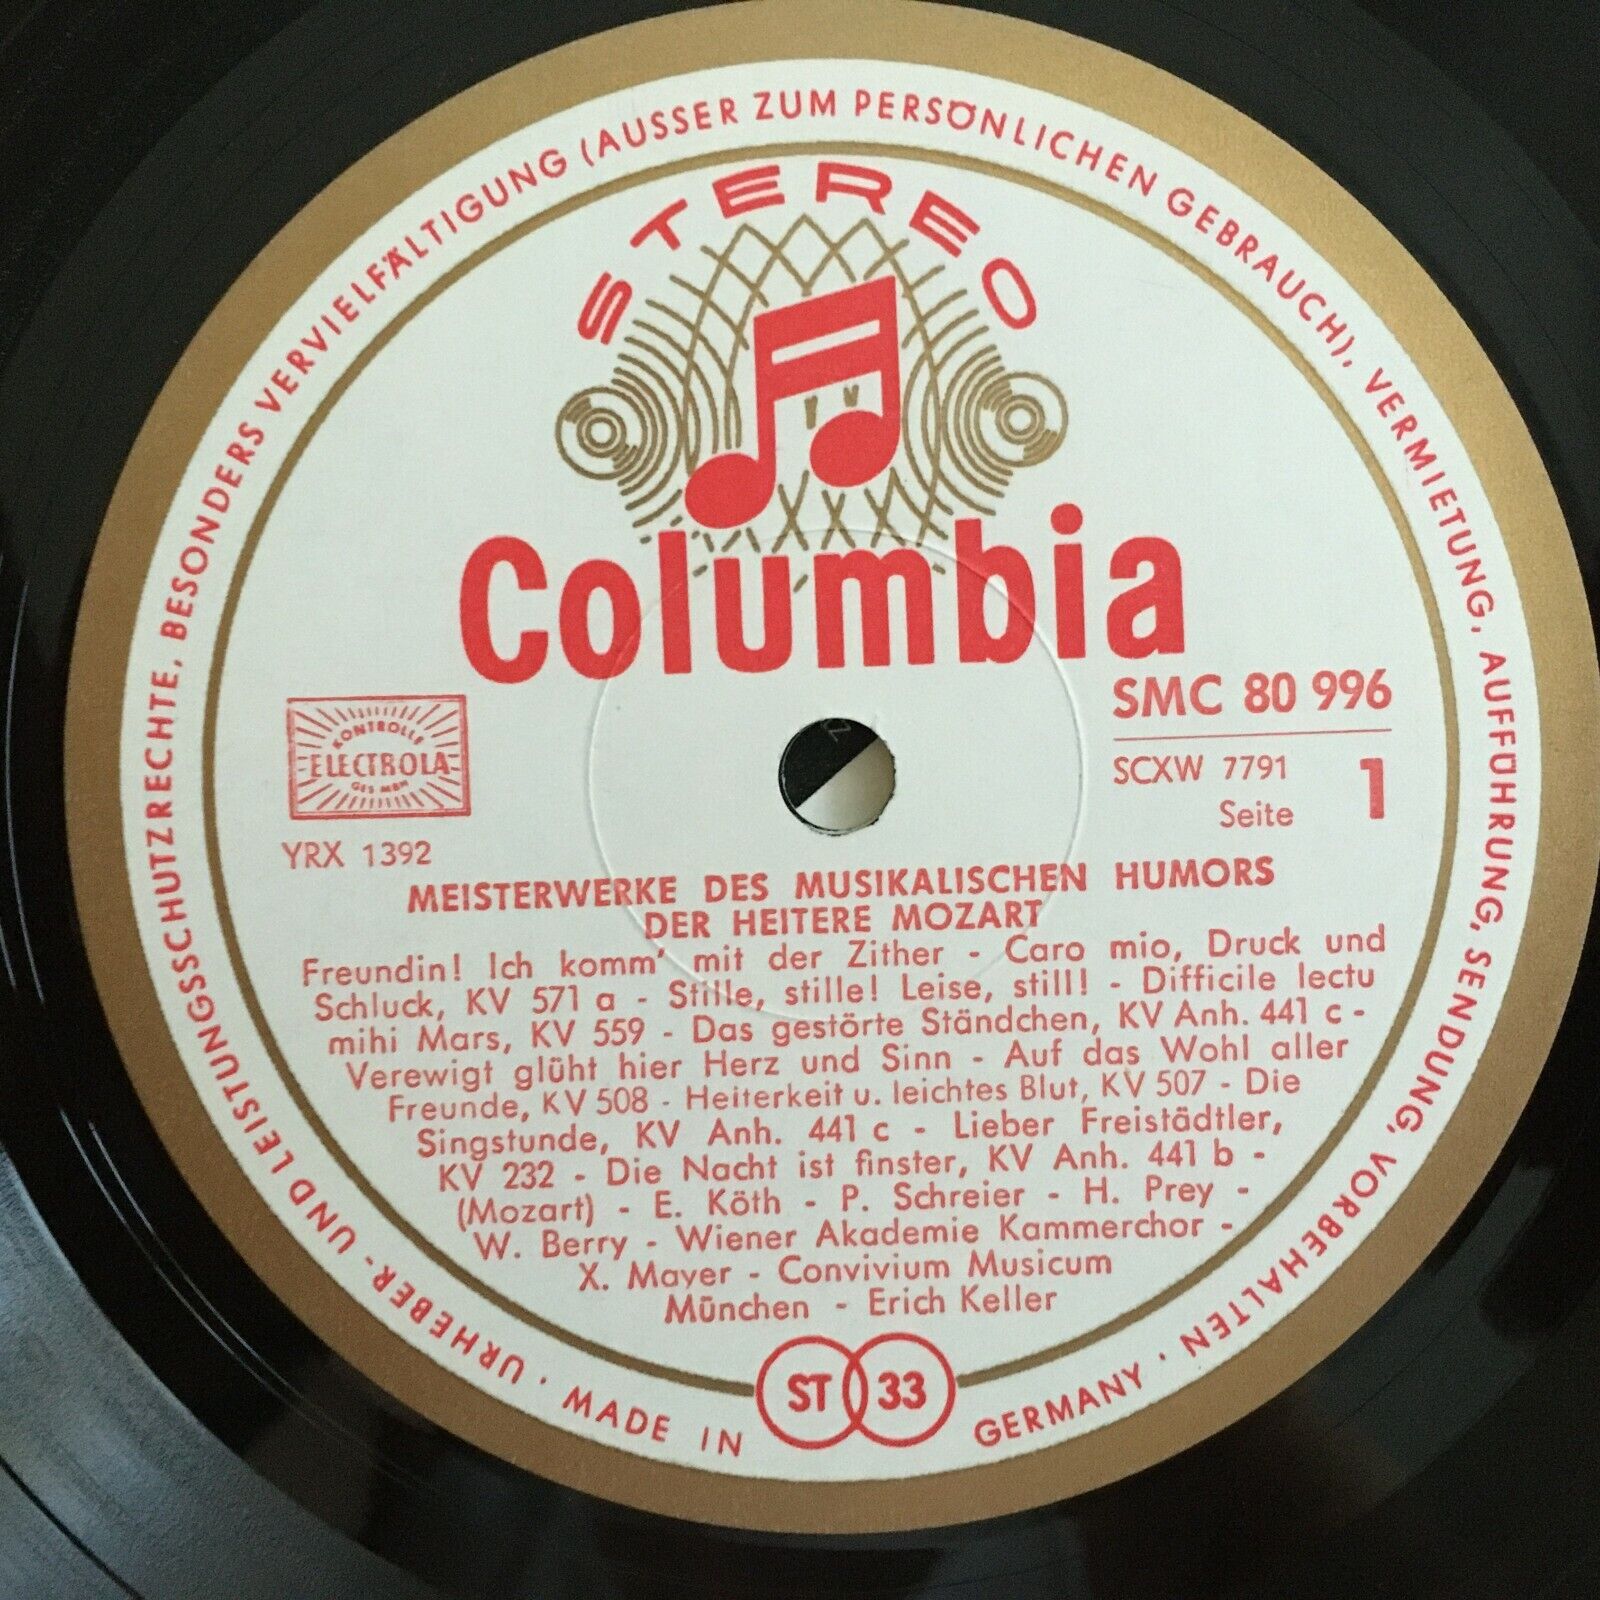 URHEBER- UND LEISTUNGSSCHUTZRECHTE, BESONDERS VERVIELFÄLTIGUNG (AUSSER ZUM PERSÖNLICHEN GEBRAUCH), VERMIETUNG, AUFFÜHRUNG, SENDUNG, VORBEHALTEN ·
STEREO
Columbia
KONTROLLE
ELECTROLA
GES MBH
SMC 80 996
SCXW 7791
Seite 1
YRX 1392
MEISTERWERKE DES MUSIKALISCHEN HUMORS
DER HEITERE MOZART
Freundin! Ich komm' mit der Zither - Caro mio, Druck und
Schluck, KV 571 a - Stille, stille! Leise, still! - Difficile lectu
mihi Mars, KV 559 - Das gestörte Ständchen, KV Anh. 441 c -
Verewigt glüht hier Herz und Sinn - Auf das Wohl aller
Freunde, KV 508 - Heiterkeit u. leichtes Blut, KV 507 - Die
Singstunde, KV Anh. 441 c - Lieber Freistädtler,
KV 232 - Die Nacht ist finster, KV Anh. 441 b -
(Mozart) - E. Köth - P. Schreier - H. Prey -
W. Berry - Wiener Akademie Kammerchor -
X. Mayer - Convivium Musicum
München - Erich Keller
ST 33
· MADE IN GERMANY